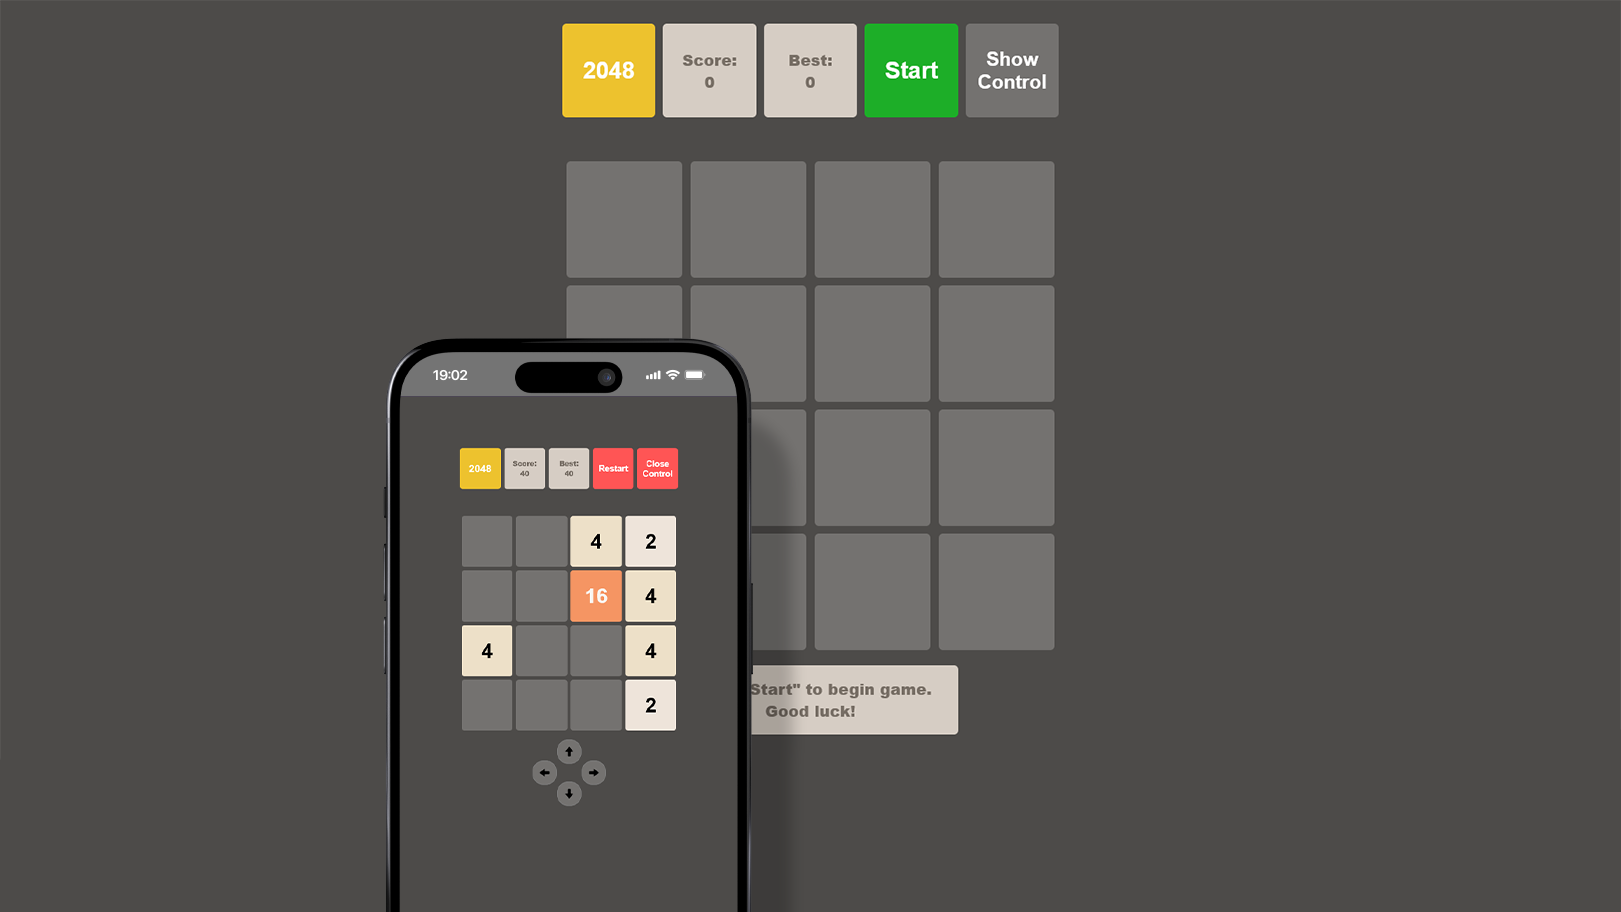 2048
Score:
0
Best:
0
Start
Show
Control
Start" to begin game.
Good luck!
19:02
2048
Score:
40
Best:
40
Restart
Close
Control
4 2
16 4
4 4
2